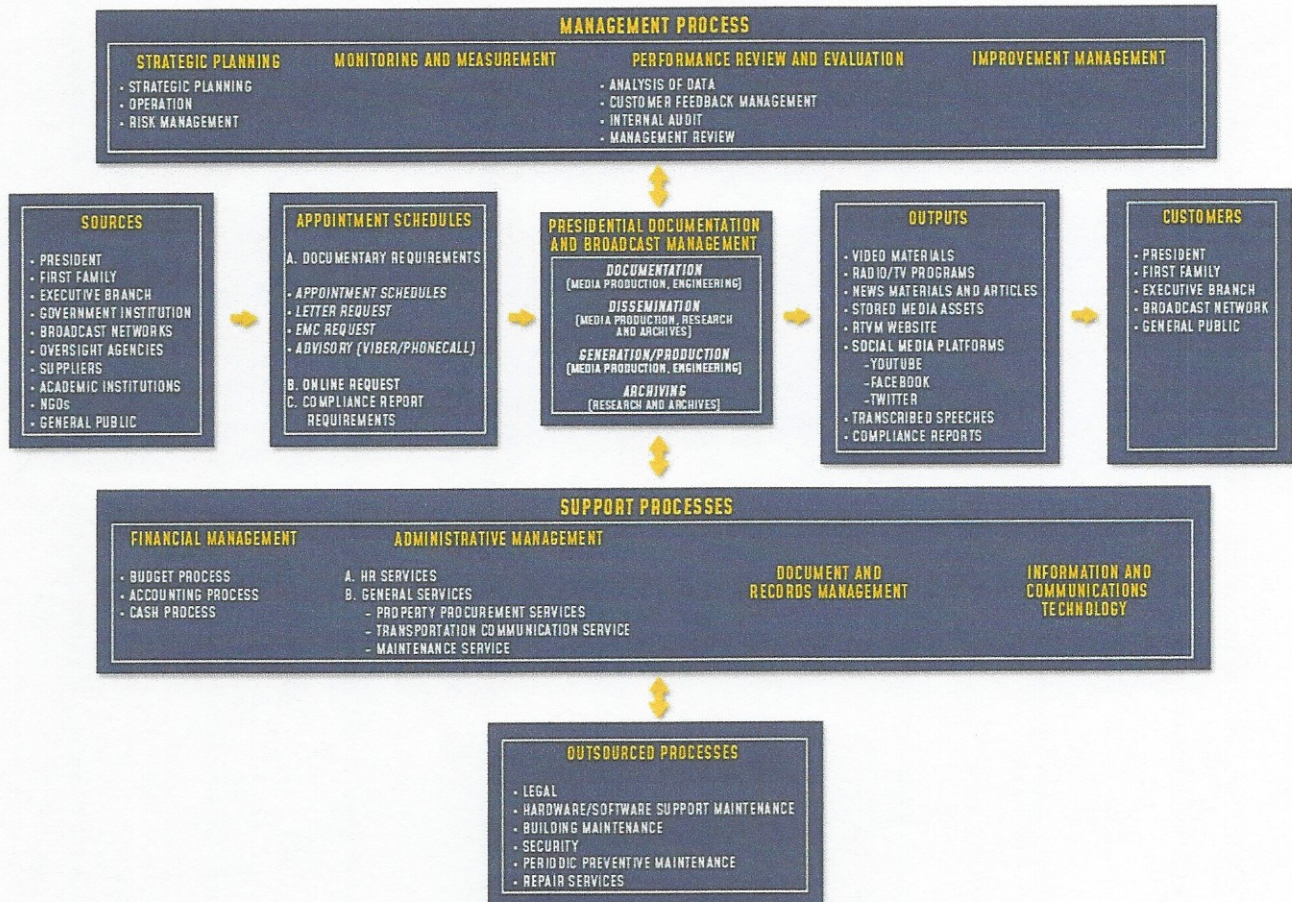 MANAGEMENT PROCESS
STRATEGIC PLANNING
• STRATEGIC PLANNING
• OPERATION
• RISK MANAGEMENT
MONITORING AND MEASUREMENT
PERFORMANCE REVIEW AND EVALUATION
• ANALYSIS OF DATA
• CUSTOMER FEEDBACK MANAGEMENT
• INTERNAL AUDIT
• MANAGEMENT REVIEW
IMPROVEMENT MANAGEMENT
SOURCES
• PRESIDENT
• FIRST FAMILY
• EXECUTIVE BRANCH
• GOVERNMENT INSTITUTION
• BROADCAST NETWORKS
• OVERSIGHT AGENCIES
• SUPPLIERS
• ACADEMIC INSTITUTIONS
• NGOs
• GENERAL PUBLIC
APPOINTMENT SCHEDULES
A. DOCUMENTARY REQUIREMENTS
• APPOINTMENT SCHEDULES
• LETTER REQUEST
• EMC REQUEST
• ADVISORY (VIBER/PHONECALL)
B. ONLINE REQUEST
C. COMPLIANCE REPORT
REQUIREMENTS
PRESIDENTIAL DOCUMENTATION
AND BROADCAST MANAGEMENT
DOCUMENTATION
(MEDIA PRODUCTION, ENGINEERING)
DISSEMINATION
(MEDIA PRODUCTION, RESEARCH
AND ARCHIVES)
GENERATION/PRODUCTION
(MEDIA PRODUCTION, ENGINEERING)
ARCHIVING
(RESEARCH AND ARCHIVES)
OUTPUTS
• VIDEO MATERIALS
• RADIO/TV PROGRAMS
• NEWS MATERIALS AND ARTICLES
• STORED MEDIA ASSETS
• RTVM WEBSITE
• SOCIAL MEDIA PLATFORMS
-YOUTUBE
-FACEBOOK
-TWITTER
• TRANSCRIBED SPEECHES
• COMPLIANCE REPORTS
CUSTOMERS
• PRESIDENT
• FIRST FAMILY
• EXECUTIVE BRANCH
• BROADCAST NETWORK
• GENERAL PUBLIC
SUPPORT PROCESSES
FINANCIAL MANAGEMENT
• BUDGET PROCESS
• ACCOUNTING PROCESS
• CASH PROCESS
ADMINISTRATIVE MANAGEMENT
A. HR SERVICES
B. GENERAL SERVICES
- PROPERTY PROCUREMENT SERVICES
- TRANSPORTATION COMMUNICATION SERVICE
- MAINTENANCE SERVICE
DOCUMENT AND
RECORDS MANAGEMENT
INFORMATION AND
COMMUNICATIONS
TECHNOLOGY
OUTSOURCED PROCESSES
• LEGAL
• HARDWARE/SOFTWARE SUPPORT MAINTENANCE
• BUILDING MAINTENANCE
• SECURITY
• PERIODIC PREVENTIVE MAINTENANCE
• REPAIR SERVICES